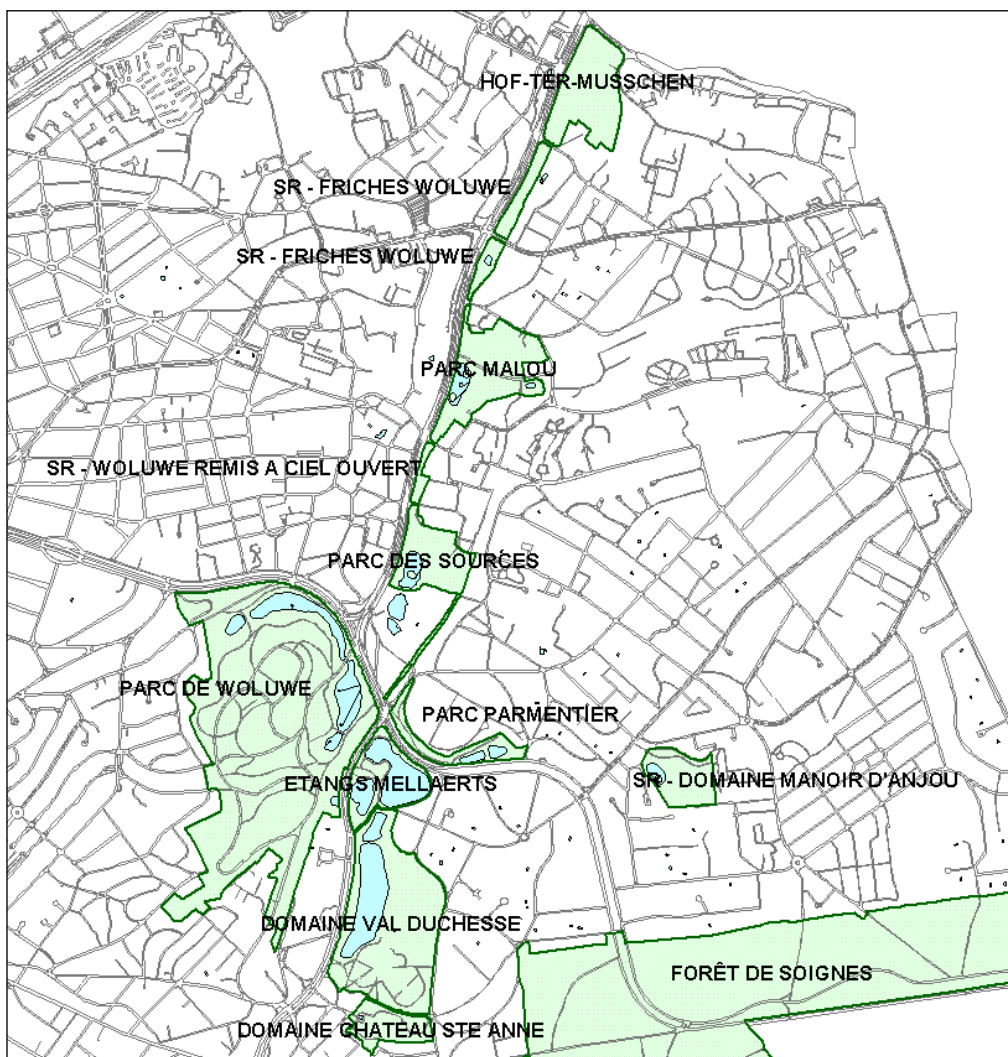 HOF-TER-MUSSCHEN
SR - FRICHES WOLUWE
SR - FRICHES WOLUWE
PARC MALOU
SR - WOLUWE REMIS A CIEL OUVERT
PARC DES SOURCES
PARC DE WOLUWE
PARC PARMENTIER
ETANGS MELLAERTS
SR - DOMAINE MANOIR D'ANJOU
DOMAINE VAL DUCHESSE
FORÊT DE SOIGNES
DOMAINE CHATEAU STE ANNE